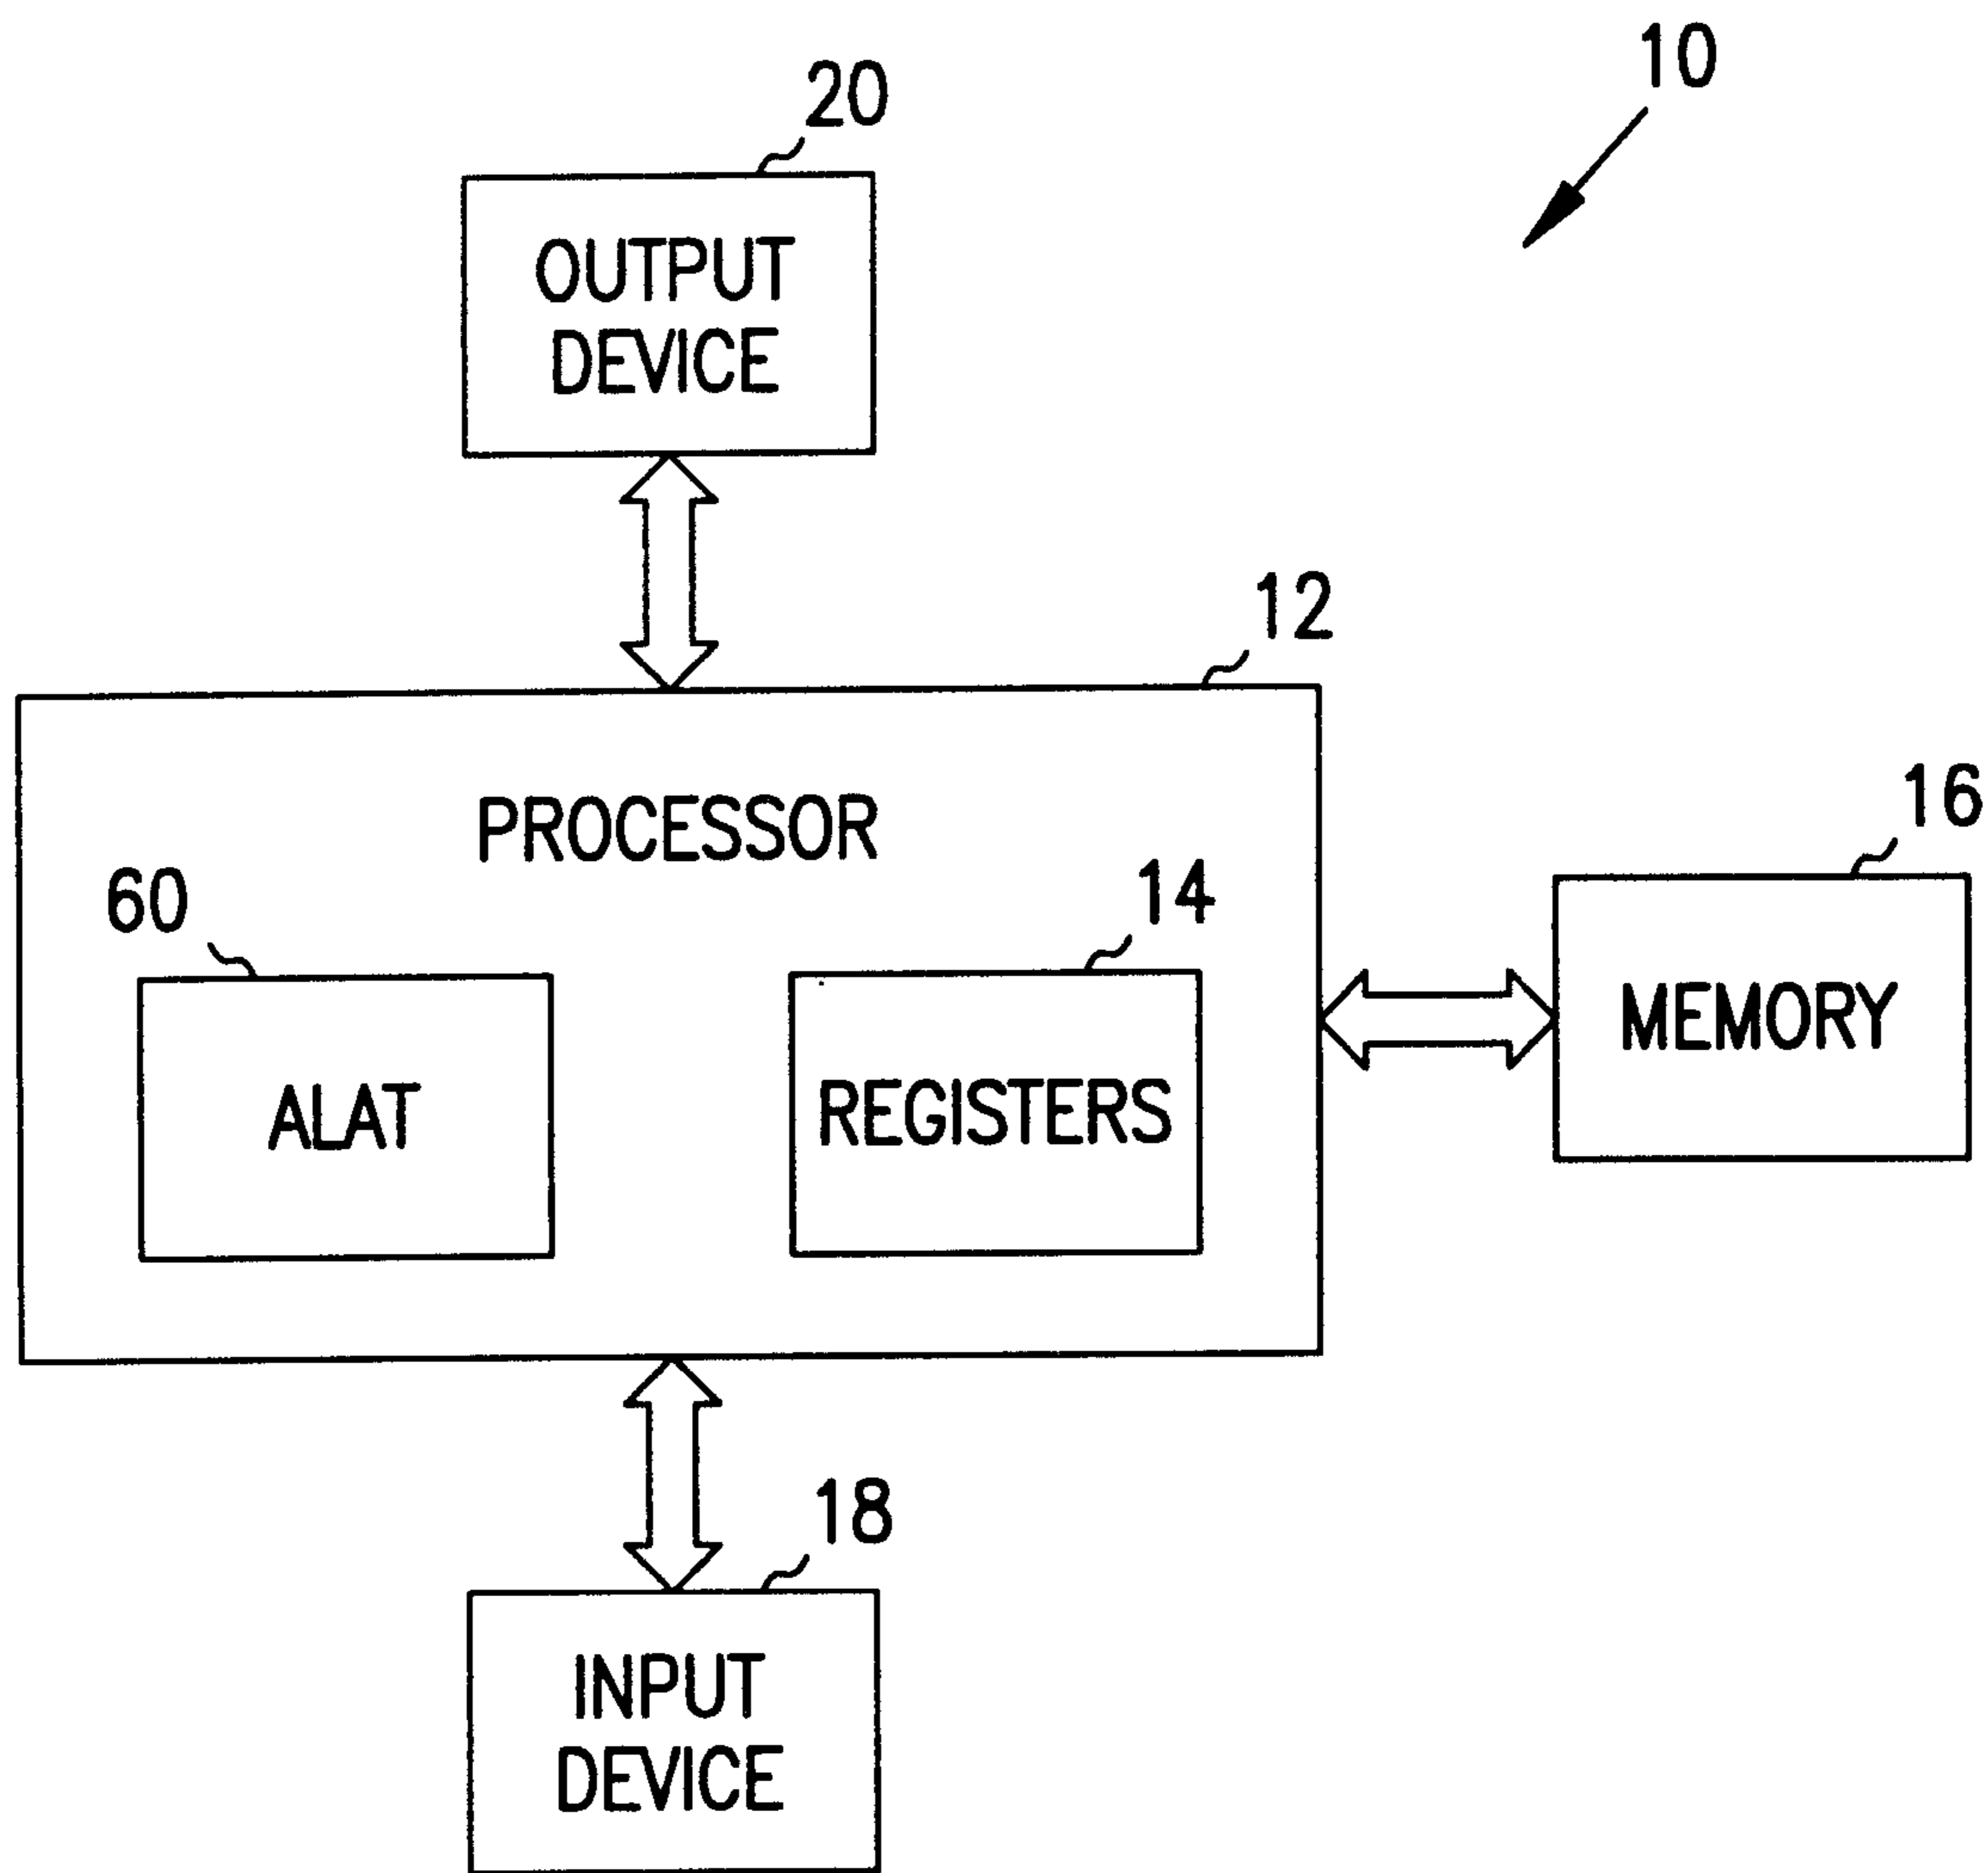 10
20
OUTPUT
DEVICE
12
PROCESSOR
16
60
14
MEMORY
ALAT
REGISTERS
18
INPUT
DEVICE